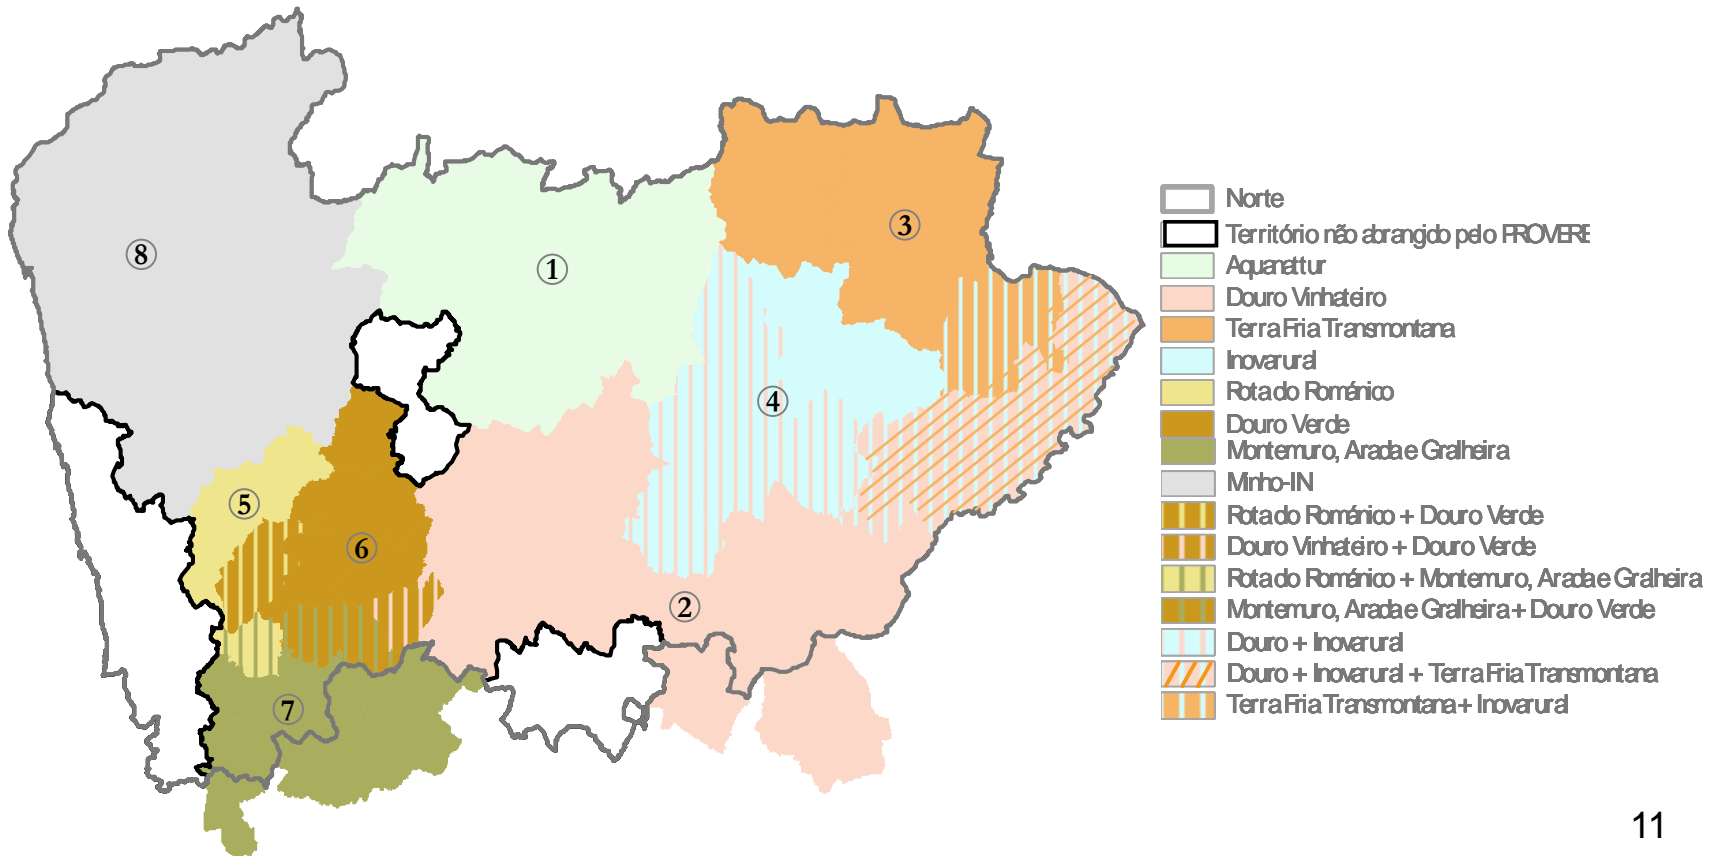 8
1
3
4
5
6
2
7
Norte
Território não abrangido pelo PROVERE
Aquanattur
Douro Vinhateiro
Terra Fria Transmontana
Inovarural
Rota do Românico
Douro Verde
Montemuro, Arada e Gralheira
Minho-IN
Rota do Românico + Douro Verde
Douro Vinhateiro + Douro Verde
Rota do Românico + Montemuro, Arada e Gralheira
Montemuro, Arada e Gralheira + Douro Verde
Douro + Inovarural
Douro + Inovarural + Terra Fria Transmontana
Terra Fria Transmontana + Inovarural
11